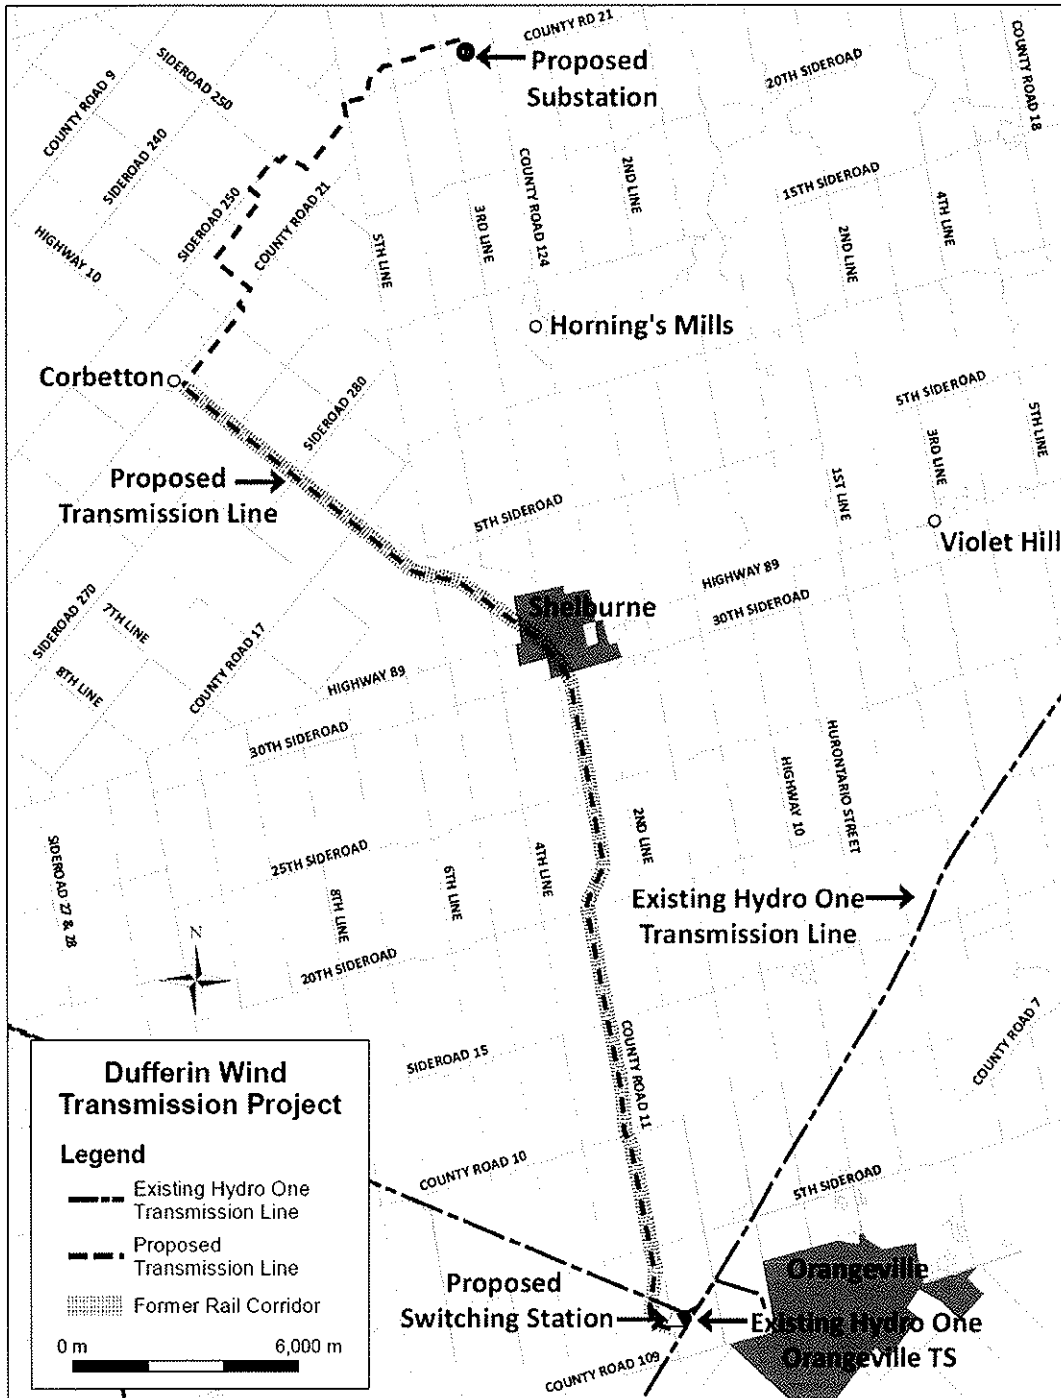 COUNTY RD 21
Proposed
Substation
SIDEROAD 250
COUNTY ROAD 9
20TH SIDEROAD
COUNTY ROAD 18
SIDEROAD 240
COUNTY ROAD 124
2ND LINE
15TH SIDEROAD
SIDEROAD 250
COUNTY ROAD 21
3RD LINE
4TH LINE
HIGHWAY 10
5TH LINE
2ND LINE
Horning's Mills
Corbetton
SIDEROAD 280
5TH SIDEROAD
5TH LINE
3RD LINE
Proposed
Transmission Line
1ST LINE
5TH SIDEROAD
Violet Hill
HIGHWAY 89
Shelburne
30TH SIDEROAD
SIDEROAD 270
7TH LINE
8TH LINE
COUNTY ROAD 17
HIGHWAY 89
30TH SIDEROAD
HIGHWAY 10
HURONTARIO STREET
SIDEROAD 27 & 28
25TH SIDEROAD
8TH LINE
6TH LINE
4TH LINE
2ND LINE
Existing Hydro One
Transmission Line
N
20TH SIDEROAD
COUNTY ROAD 11
SIDEROAD 15
COUNTY ROAD 7
Dufferin Wind
Transmission Project
Legend
Existing Hydro One
Transmission Line
Proposed
Transmission Line
Former Rail Corridor
0 m 6,000 m
COUNTY ROAD 10
5TH SIDEROAD
Orangeville
Proposed
Switching Station
Existing Hydro One
Orangeville TS
COUNTY ROAD 109